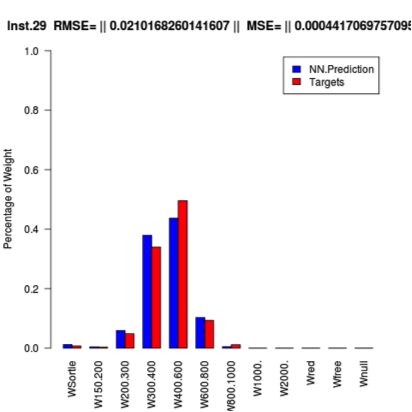 Inst.29 RMSE= || 0.0210168260141607 || MSE= || 0.0004417069757095
NN.Prediction
Targets
Percentage of Weight
1.0
0.8
0.6
0.4
0.2
0.0
WSortie
W150.200
W200.300
W300.400
W400.600
W600.800
W800.1000
W1000.
W2000.
Wred
Wfree
Wnull